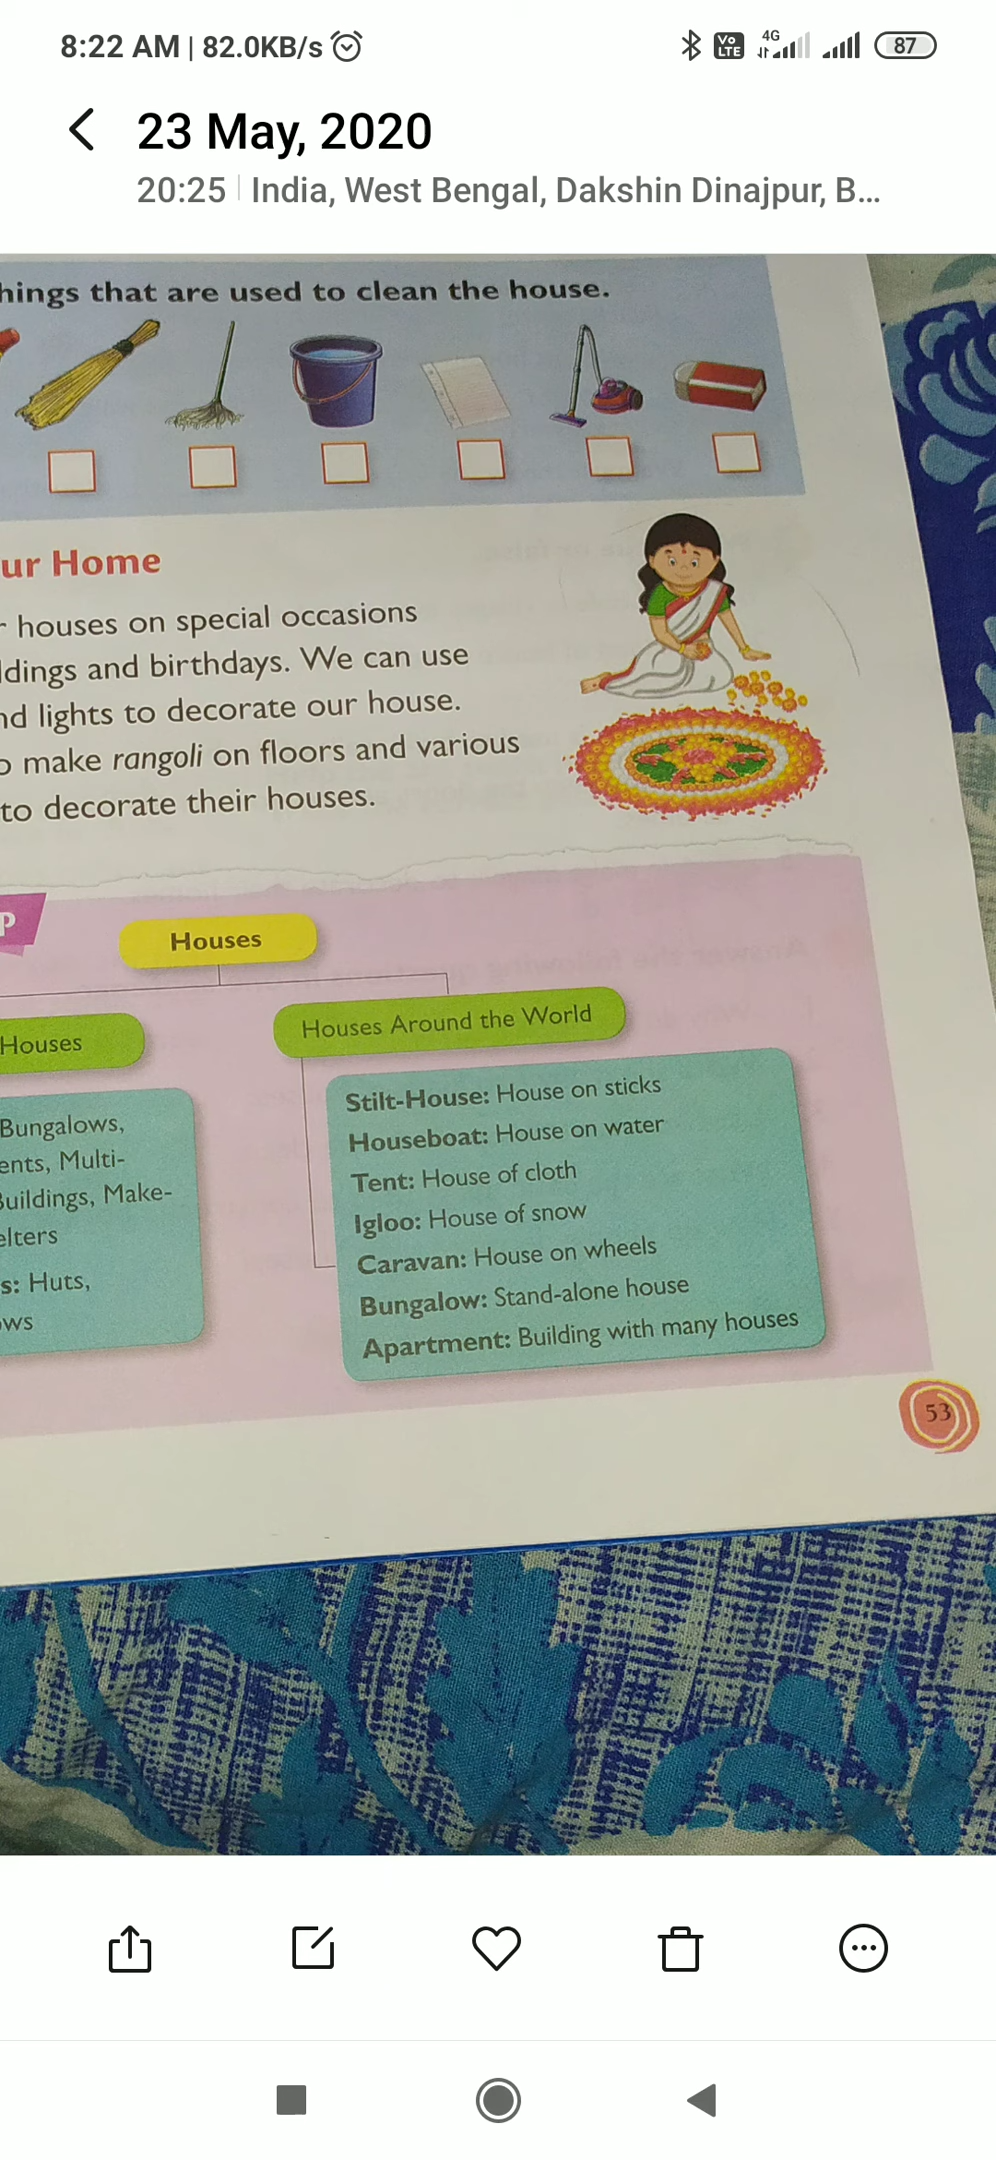 8:22 AM | 82.0KB/s
Vo LTE 4G 87
23 May, 2020
20:25 | India, West Bengal, Dakshin Dinajpur, B...
hings that are used to clean the house.
ur Home
r houses on special occasions
ldings and birthdays. We can use
nd lights to decorate our house.
o make rangoli on floors and various
to decorate their houses.
P
Houses
Houses
Houses Around the World
Bungalows,
ents, Multi-
Buildings, Make-
elters
s: Huts,
ows
Stilt-House: House on sticks
Houseboat: House on water
Tent: House of cloth
Igloo: House of snow
Caravan: House on wheels
Bungalow: Stand-alone house
Apartment: Building with many houses
53